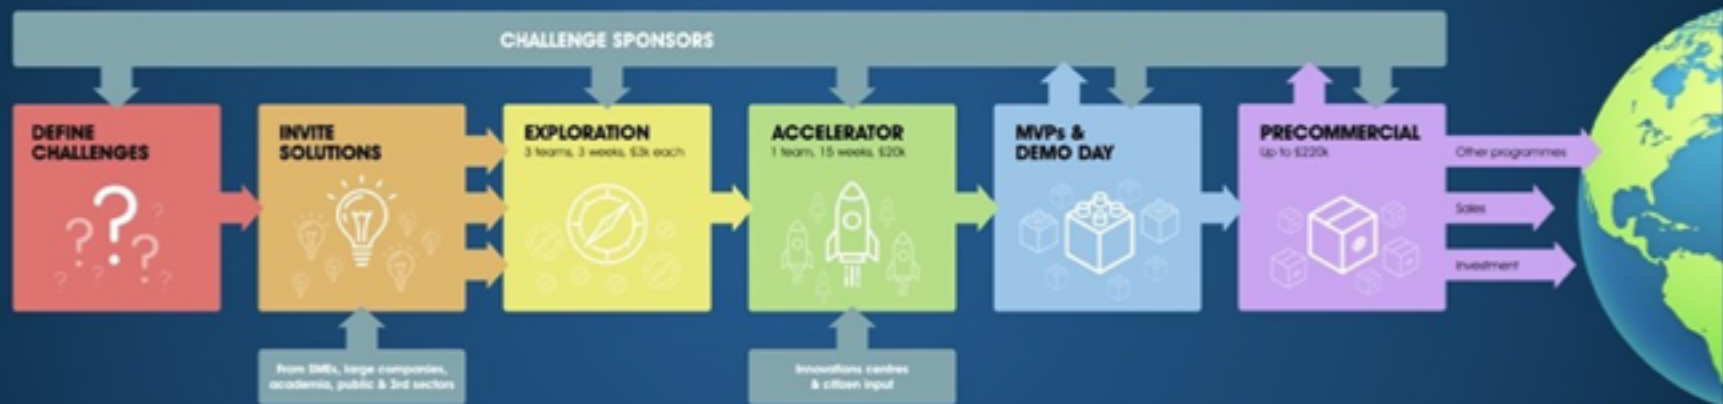 CHALLENGE SPONSORS
DEFINE
CHALLENGES
INVITE
SOLUTIONS
EXPLORATION
3 teams, 3 weeks, $3k each
ACCELERATOR
1 team, 15 weeks, $20k
MVPs &
DEMO DAY
PRECOMMERCIAL
Up to $220k
Other programmes
Sales
Investment
From SMEs, large companies,
academia, public & 3rd sectors
Innovations centres
& citizen input